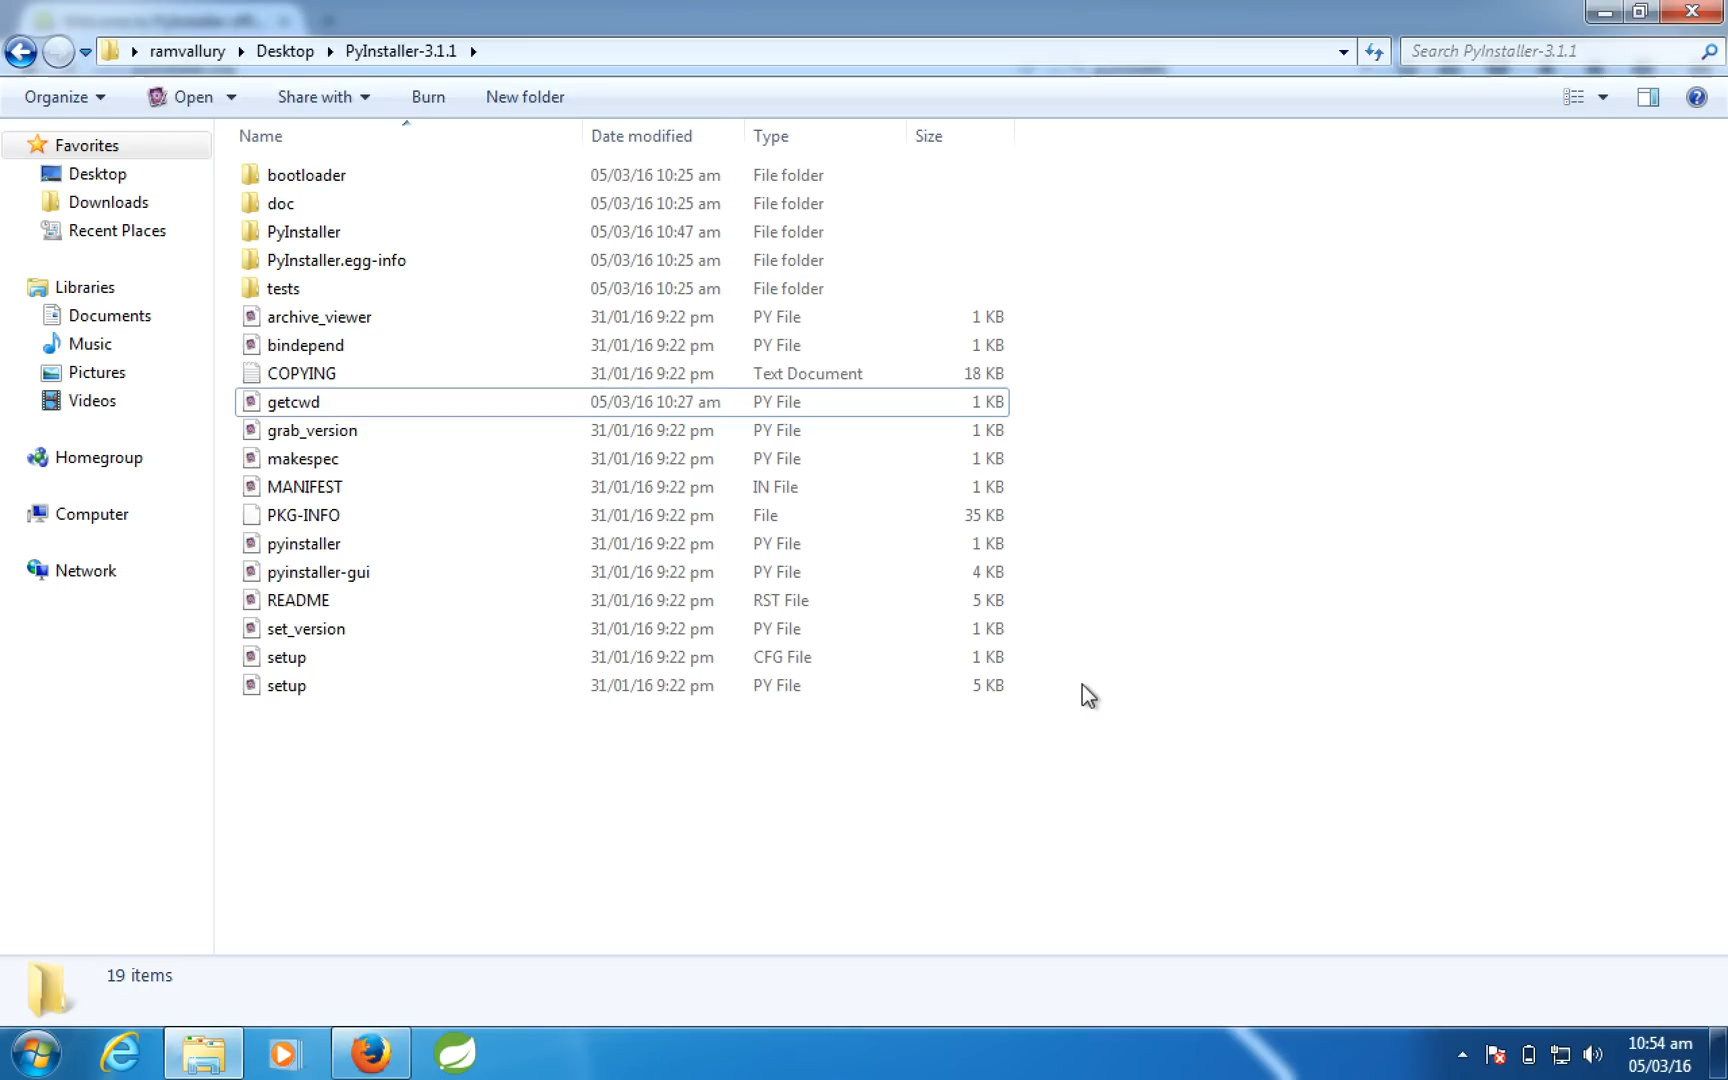 ramvallury Desktop PyInstaller-3.1.1 Search PyInstaller-3.1.1
Organize Open Share with Burn New folder
Name Date modified Type Size
Favorites
Desktop
Downloads
Recent Places
Libraries
Documents
Music
Pictures
Videos
Homegroup
Computer
Network
bootloader 05/03/16 10:25 am File folder
doc 05/03/16 10:25 am File folder
PyInstaller 05/03/16 10:47 am File folder
PyInstaller.egg-info 05/03/16 10:25 am File folder
tests 05/03/16 10:25 am File folder
archive_viewer 31/01/16 9:22 pm PY File 1 KB
bindepend 31/01/16 9:22 pm PY File 1 KB
COPYING 31/01/16 9:22 pm Text Document 18 KB
getcwd 05/03/16 10:27 am PY File 1 KB
grab_version 31/01/16 9:22 pm PY File 1 KB
makespec 31/01/16 9:22 pm PY File 1 KB
MANIFEST 31/01/16 9:22 pm IN File 1 KB
PKG-INFO 31/01/16 9:22 pm File 35 KB
pyinstaller 31/01/16 9:22 pm PY File 1 KB
pyinstaller-gui 31/01/16 9:22 pm PY File 4 KB
README 31/01/16 9:22 pm RST File 5 KB
set_version 31/01/16 9:22 pm PY File 1 KB
setup 31/01/16 9:22 pm CFG File 1 KB
setup 31/01/16 9:22 pm PY File 5 KB
19 items
10:54 am
05/03/16